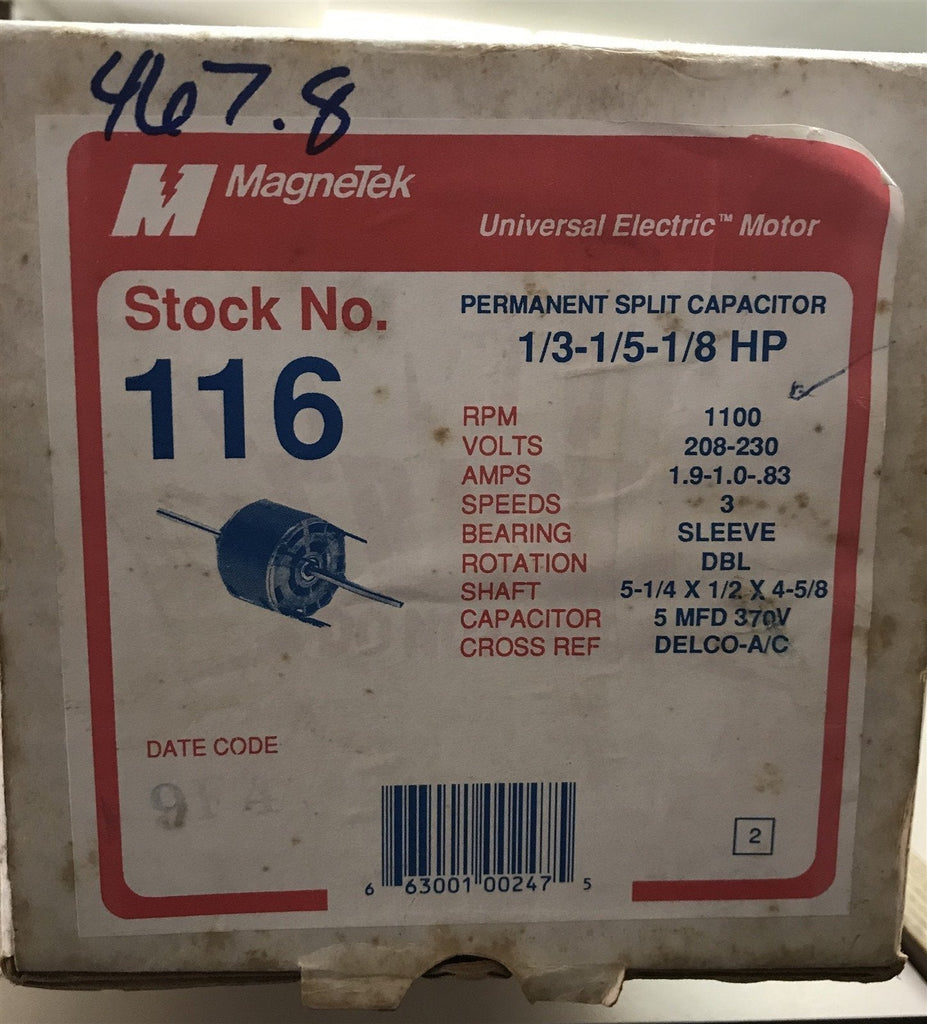 467.8
MagneTek
Universal Electric™ Motor
Stock No.
116
PERMANENT SPLIT CAPACITOR
1/3-1/5-1/8 HP
RPM 1100
VOLTS 208-230
AMPS 1.9-1.0-.83
SPEEDS 3
BEARING SLEEVE
ROTATION DBL
SHAFT 5-1/4 X 1/2 X 4-5/8
CAPACITOR 5 MFD 370V
CROSS REF DELCO-A/C
DATE CODE
2
6 63001 00247 5